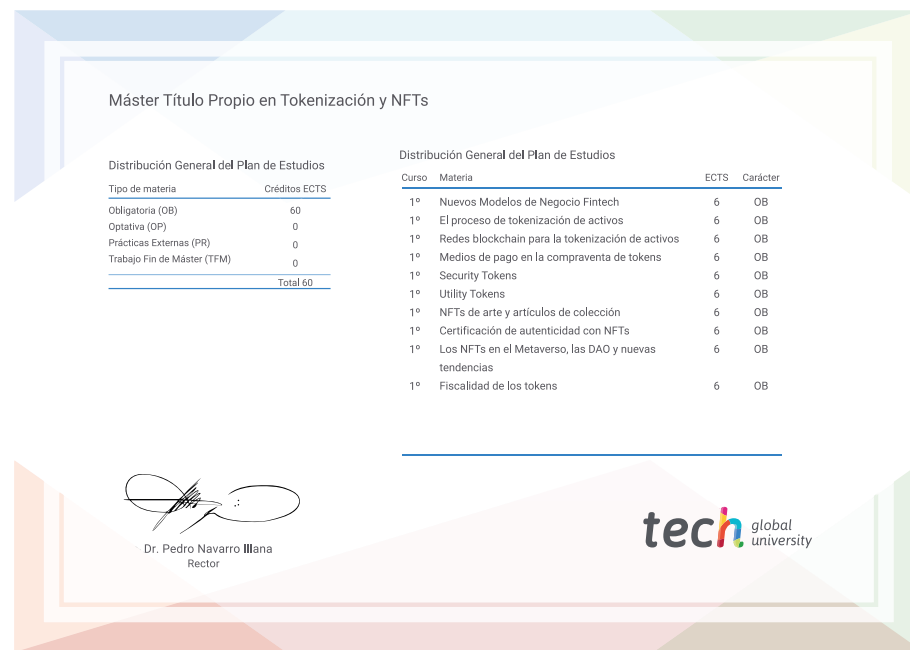 Máster Título Propio en Tokenización y NFTs
Distribución General del Plan de Estudios
Tipo de materia Créditos ECTS
Obligatoria (OB) 60
Optativa (OP) 0
Prácticas Externas (PR) 0
Trabajo Fin de Máster (TFM) 0
Total 60
Distribución General del Plan de Estudios
Curso Materia ECTS Carácter
1º Nuevos Modelos de Negocio Fintech 6 OB
1º El proceso de tokenización de activos 6 OB
1º Redes blockchain para la tokenización de activos 6 OB
1º Medios de pago en la compraventa de tokens 6 OB
1º Security Tokens 6 OB
1º Utility Tokens 6 OB
1º NFTs de arte y artículos de colección 6 OB
1º Certificación de autenticidad con NFTs 6 OB
1º Los NFTs en el Metaverso, las DAO y nuevas 6 OB
tendencias
1º Fiscalidad de los tokens 6 OB
Dr. Pedro Navarro Illana
Rector
tech global
university